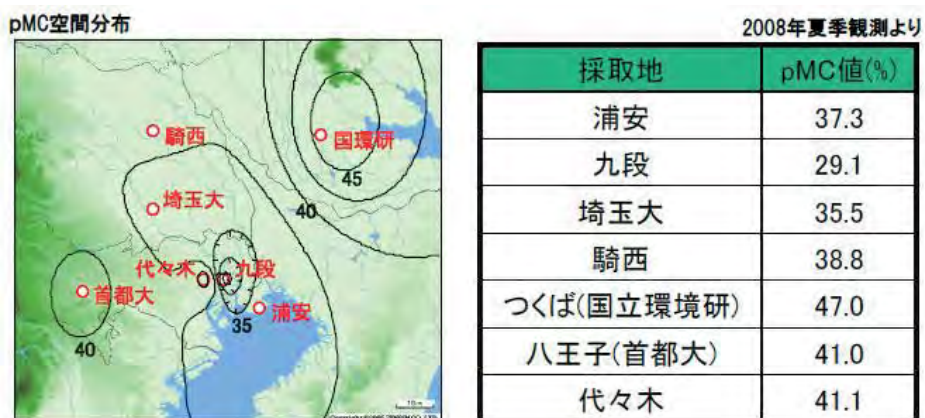 pMC空間分布
騎西
国環研
45
埼玉大
40
代々木
九段
首都大
浦安
35
40
2008年夏季観測より
採取地 pMC値(%)
浦安 37.3
九段 29.1
埼玉大 35.5
騎西 38.8
つくば(国立環境研) 47.0
八王子(首都大) 41.0
代々木 41.1